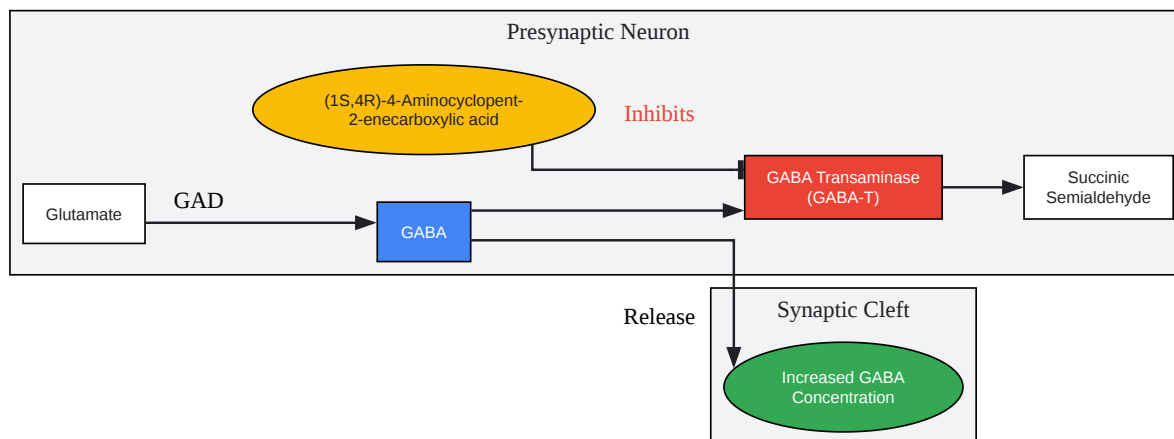 Presynaptic Neuron
(1S,4R)-4-Aminocyclopent-
2-enecarboxylic acid
Inhibits
GABA Transaminase
(GABA-T)
Succinic
Semialdehyde
Glutamate
GAD
GABA
Release
Synaptic Cleft
Increased GABA
Concentration